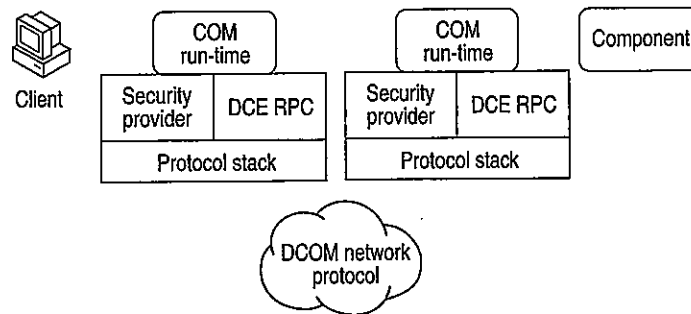 Client
COM
run-time
Security
provider
DCE RPC
Protocol stack
COM
run-time
Security
provider
DCE RPC
Protocol stack
Component
DCOM network
protocol